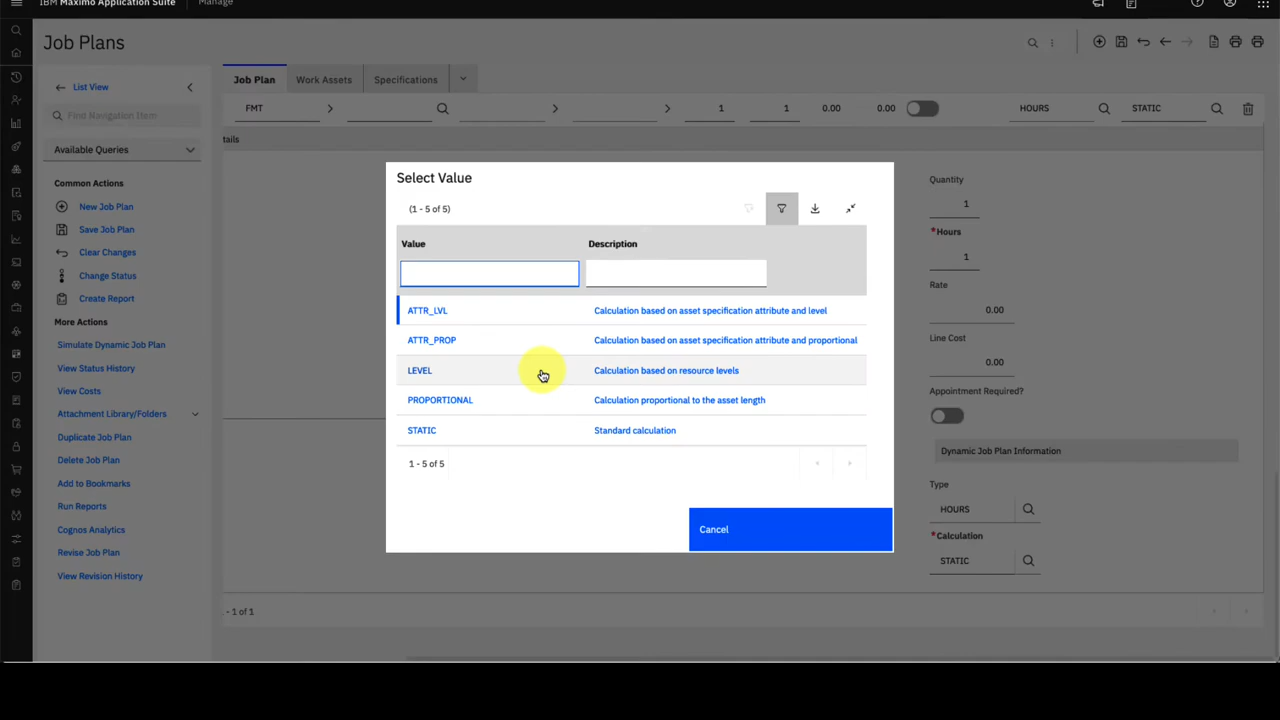 IBM Maximo Application Suite Manage
Job Plans
List View
Find Navigation Item
Available Queries
Common Actions
New Job Plan
Save Job Plan
Clear Changes
Change Status
Create Report
More Actions
Simulate Dynamic Job Plan
View Status History
View Costs
Attachment Library/Folders
Duplicate Job Plan
Delete Job Plan
Add to Bookmarks
Run Reports
Cognos Analytics
Revise Job Plan
View Revision History
Job Plan Work Assets Specifications
FMT 1 1 0.00 0.00 HOURS STATIC
tails
Select Value
(1 - 5 of 5)
Value Description
ATTR_LVL Calculation based on asset specification attribute and level
ATTR_PROP Calculation based on asset specification attribute and proportional
LEVEL Calculation based on resource levels
PROPORTIONAL Calculation proportional to the asset length
STATIC Standard calculation
1 - 5 of 5
Cancel
Quantity
1
*Hours
1
Rate
0.00
Line Cost
0.00
Appointment Required?
Dynamic Job Plan Information
Type
HOURS
*Calculation
STATIC
- 1 of 1